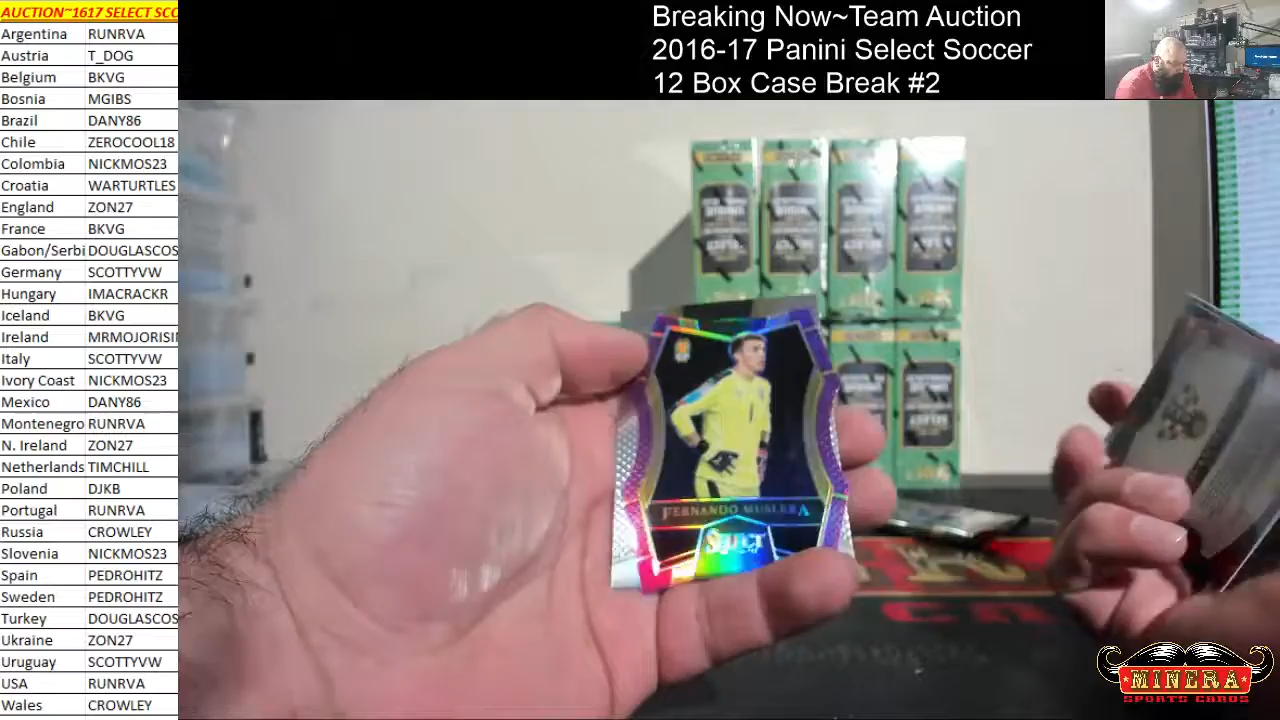 AUCTION~1617 SELECT SCO
Argentina RUNRVA
Austria T_DOG
Belgium BKVG
Bosnia MGIBS
Brazil DANY86
Chile ZEROCOOL18
Colombia NICKMOS23
Croatia WARTURTLES
England ZON27
France BKVG
Gabon/Serbi DOUGLASCOS
Germany SCOTTYVW
Hungary IMACRACKR
Iceland BKVG
Ireland MRMOJORISI
Italy SCOTTYVW
Ivory Coast NICKMOS23
Mexico DANY86
Montenegro RUNRVA
N. Ireland ZON27
Netherlands TIMCHILL
Poland DJKB
Portugal RUNRVA
Russia CROWLEY
Slovenia NICKMOS23
Spain PEDROHITZ
Sweden PEDROHITZ
Turkey DOUGLASCOS
Ukraine ZON27
Uruguay SCOTTYVW
USA RUNRVA
Wales CROWLEY
Breaking Now~Team Auction
2016-17 Panini Select Soccer
12 Box Case Break #2
FERNANDO MUSLERA
SELECT
MINERA
SPORTS CARDS